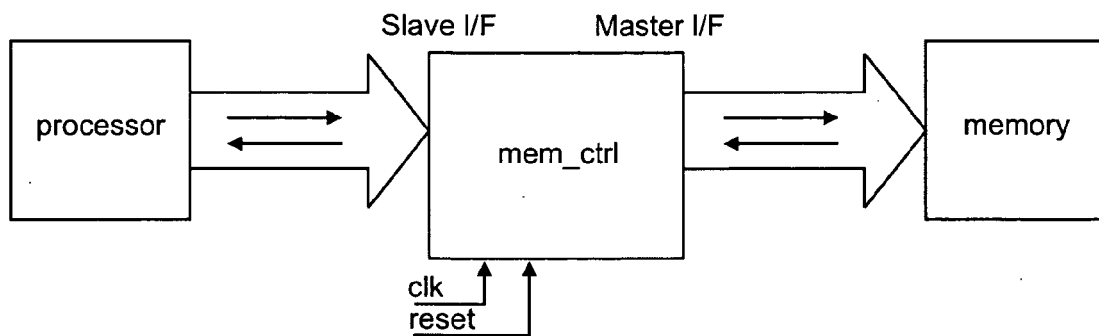 Slave I/F
Master I/F
processor
mem_ctrl
memory
clk
reset